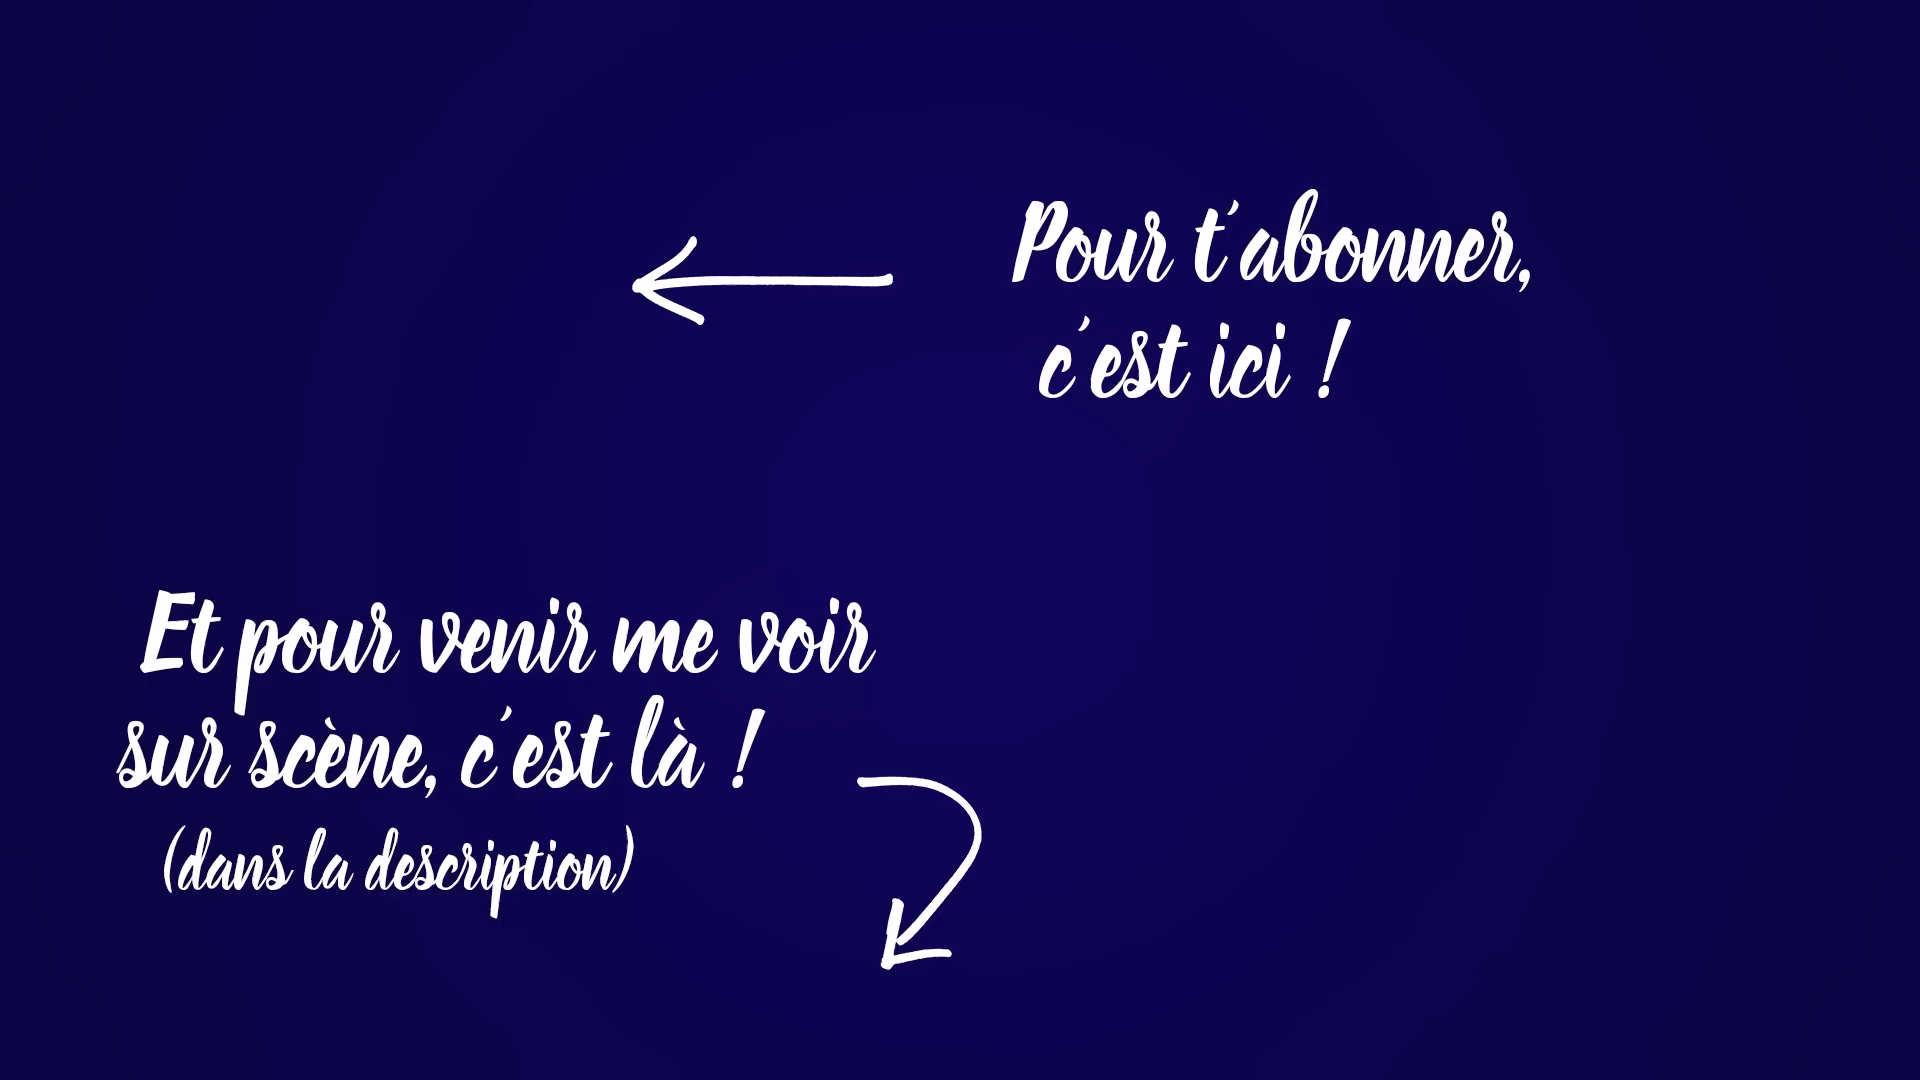 Pour t'abonner,
c'est ici !
Et pour venir me voir
sur scène, c'est là !
(dans la description)